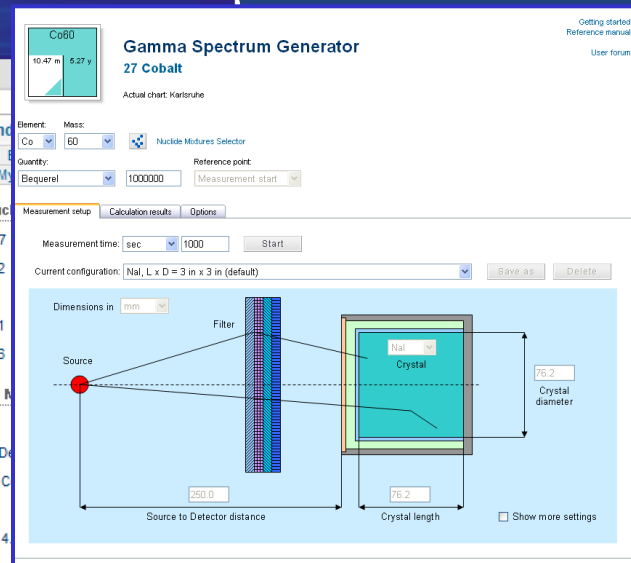 Getting started
Reference manual
User forum
Co60
10.47 m
5.27 y
Gamma Spectrum Generator
27 Cobalt
Actual chart: Karlsruhe
Element:
Mass:
Co
60
Nuclide Mixtures Selector
Quantity:
Reference point:
Bequerel
1000000
Measurement start
Measurement setup
Calculation results
Options
Measurement time:
sec
1000
Start
Current configuration:
NaI, L x D = 3 in x 3 in (default)
Save as
Delete
Dimensions in
mm
Filter
Source
NaI
Crystal
76.2
Crystal
diameter
250.0
76.2
Source to Detector distance
Crystal length
Show more settings